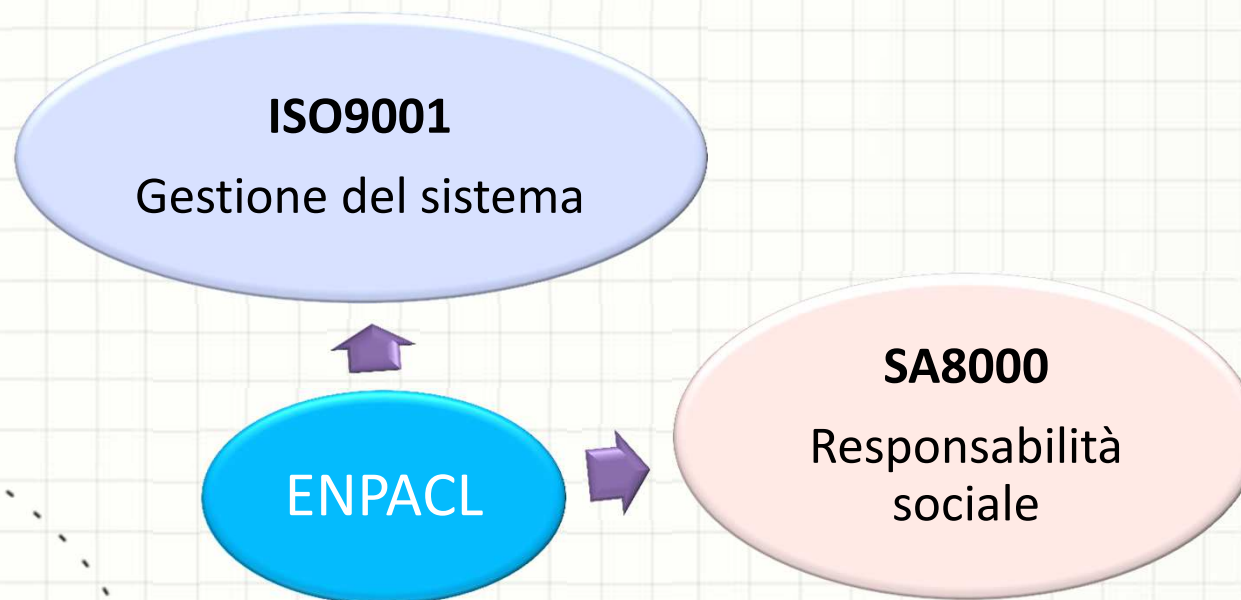 ISO9001
Gestione del sistema
SA8000
Responsabilità
sociale
ENPACL